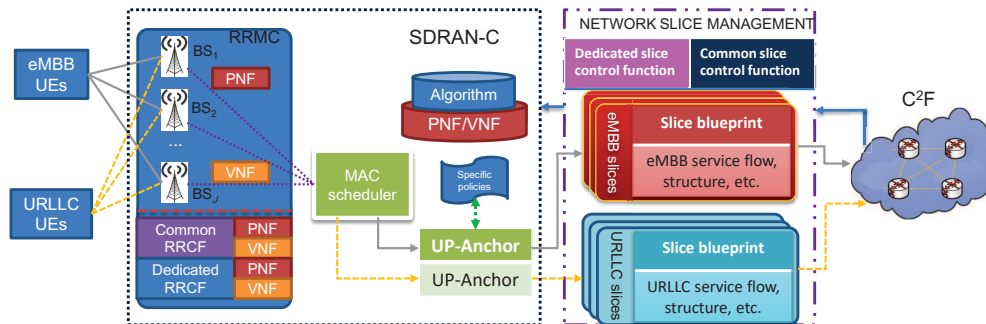 eMBB
UEs
URLLC
UEs
RRMC
BS1
BS2
...
BSJ
PNF
VNF
Common
RRCF
PNF
VNF
Dedicated
RRCF
PNF
VNF
SDRAN-C
Algorithm
PNF/VNF
Specific
policies
MAC
scheduler
UP-Anchor
UP-Anchor
NETWORK SLICE MANAGEMENT
Dedicated slice
control function
Common slice
control function
eMBB slices
Slice blueprint
eMBB service flow,
structure, etc.
URLLC slices
Slice blueprint
URLLC service flow,
structure, etc.
C²F